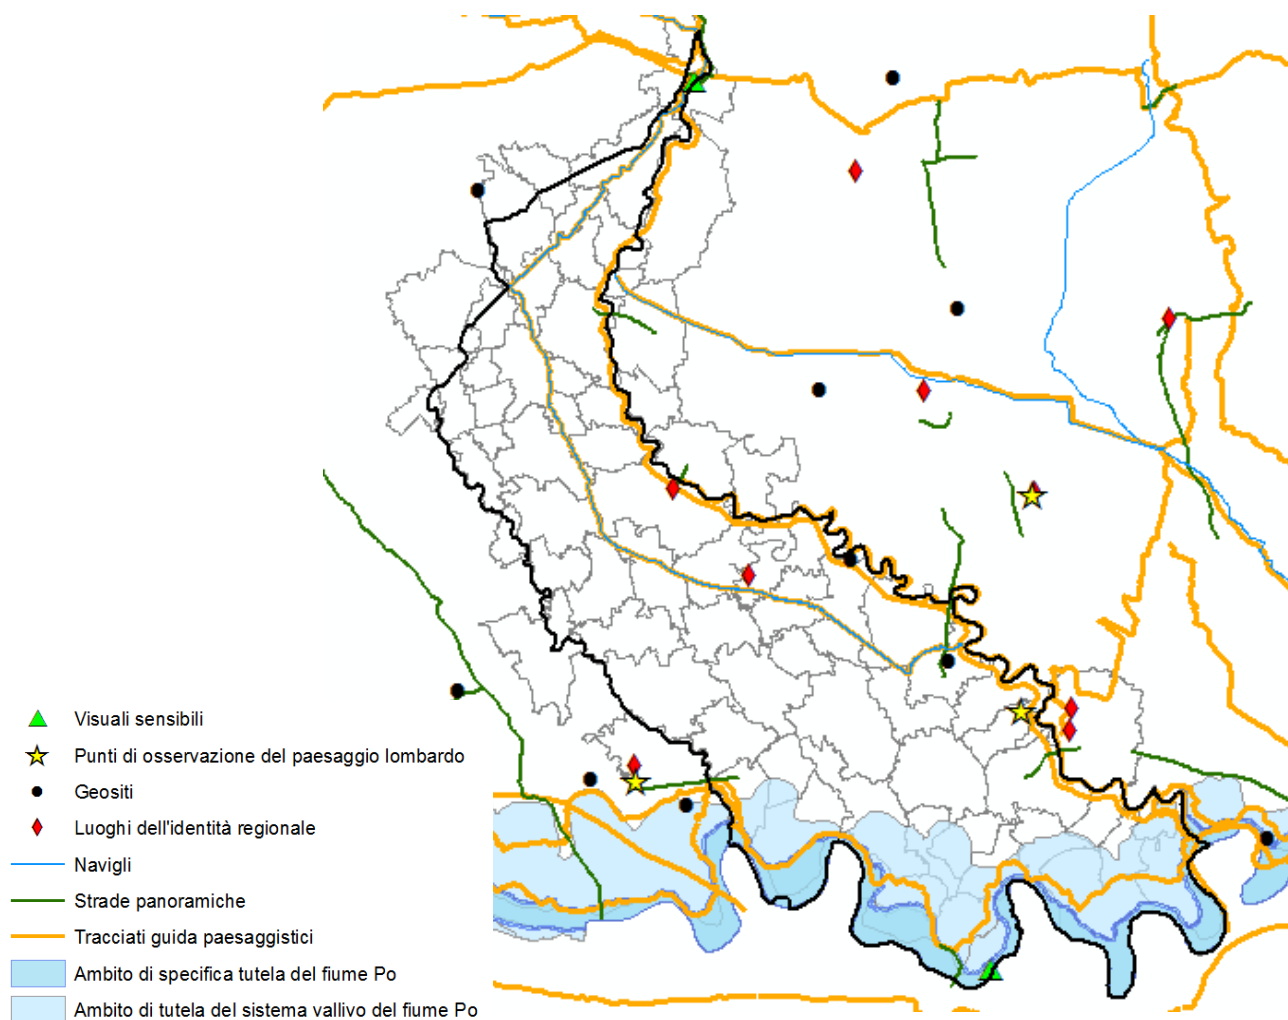 Visuali sensibili
Punti di osservazione del paesaggio lombardo
Geositi
Luoghi dell'identità regionale
Navigli
Strade panoramiche
Tracciati guida paesaggistici
Ambito di specifica tutela del fiume Po
Ambito di tutela del sistema vallivo del fiume Po